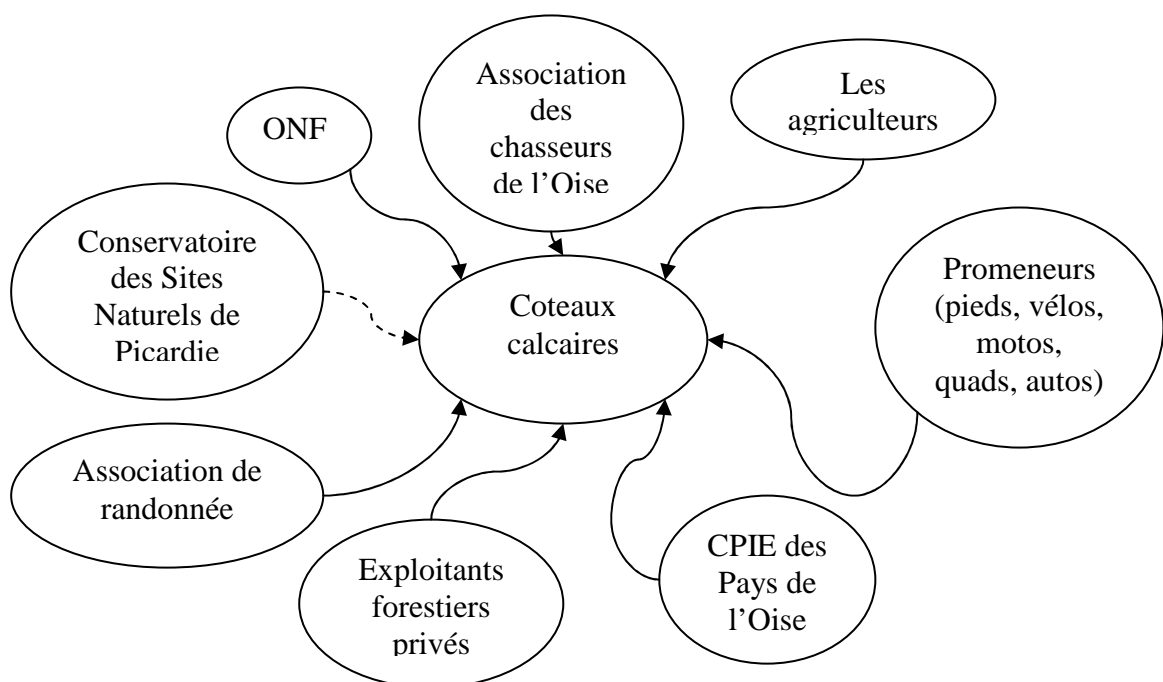 ONF
Association
des
chasseurs
de l’Oise
Les
agriculteurs
Conservatoire
des Sites
Naturels de
Picardie
Coteaux
calcaires
Promeneurs
(pieds, vélos,
motos,
quads, autos)
Association de
randonnée
Exploitants
forestiers
privés
CPIE des
Pays de
l’Oise